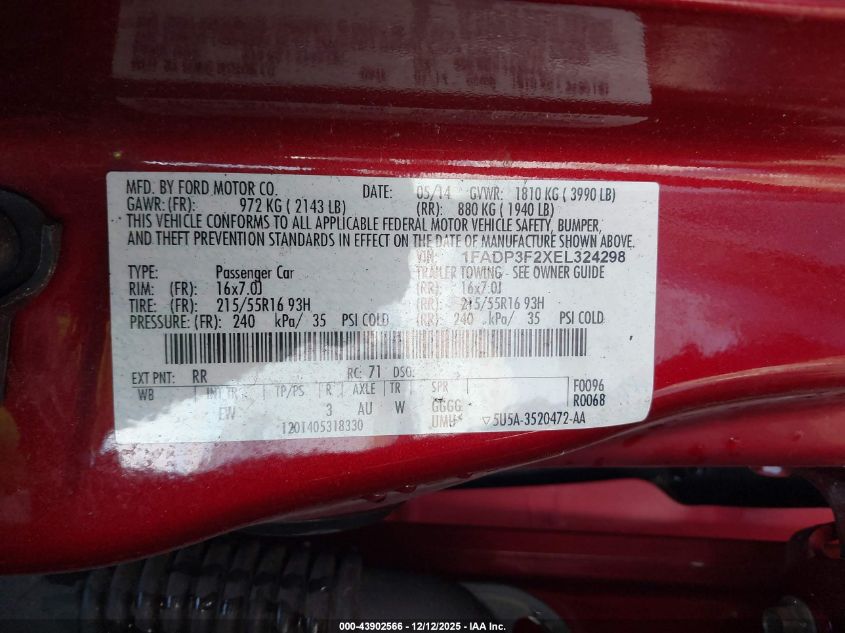 MFD. BY FORD MOTOR CO. DATE: 05/14 GVWR: 1810 KG ( 3990 LB)
GAWR: (FR): 972 KG ( 2143 LB) (RR): 880 KG ( 1940 LB)
THIS VEHICLE CONFORMS TO ALL APPLICABLE FEDERAL MOTOR VEHICLE SAFETY, BUMPER,
AND THEFT PREVENTION STANDARDS IN EFFECT ON THE DATE OF MANUFACTURE SHOWN ABOVE.
VIN: 1FADP3F2XEL324298
TYPE: Passenger Car TRAILER TOWING - SEE OWNER GUIDE
RIM: (FR): 16x7.0J (RR): 16x7.0J
TIRE: (FR): 215/55R16 93H (RR): 215/55R16 93H
PRESSURE: (FR): 240 kPa/ 35 PSI COLD (RR): 240 kPa/ 35 PSI COLD
EXT PNT: RR RC: 71 DSO:
WB INT TR TP/PS R AXLE TR SPR F0096
EW 3 AU W GGGG R0068
UMU
1201405318330 ▽5U5A-3520472-AA
000-43902566 - 12/12/2025 - IAA Inc.